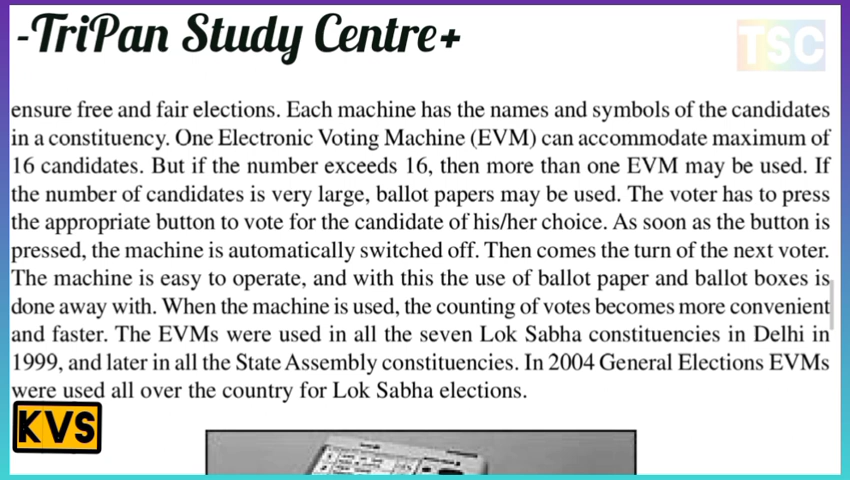 -TriPan Study Centre+
TSC
ensure free and fair elections. Each machine has the names and symbols of the candidates
in a constituency. One Electronic Voting Machine (EVM) can accommodate maximum of
16 candidates. But if the number exceeds 16, then more than one EVM may be used. If
the number of candidates is very large, ballot papers may be used. The voter has to press
the appropriate button to vote for the candidate of his/her choice. As soon as the button is
pressed, the machine is automatically switched off. Then comes the turn of the next voter.
The machine is easy to operate, and with this the use of ballot paper and ballot boxes is
done away with. When the machine is used, the counting of votes becomes more convenient
and faster. The EVMs were used in all the seven Lok Sabha constituencies in Delhi in
1999, and later in all the State Assembly constituencies. In 2004 General Elections EVMs
were used all over the country for Lok Sabha elections.
KVS